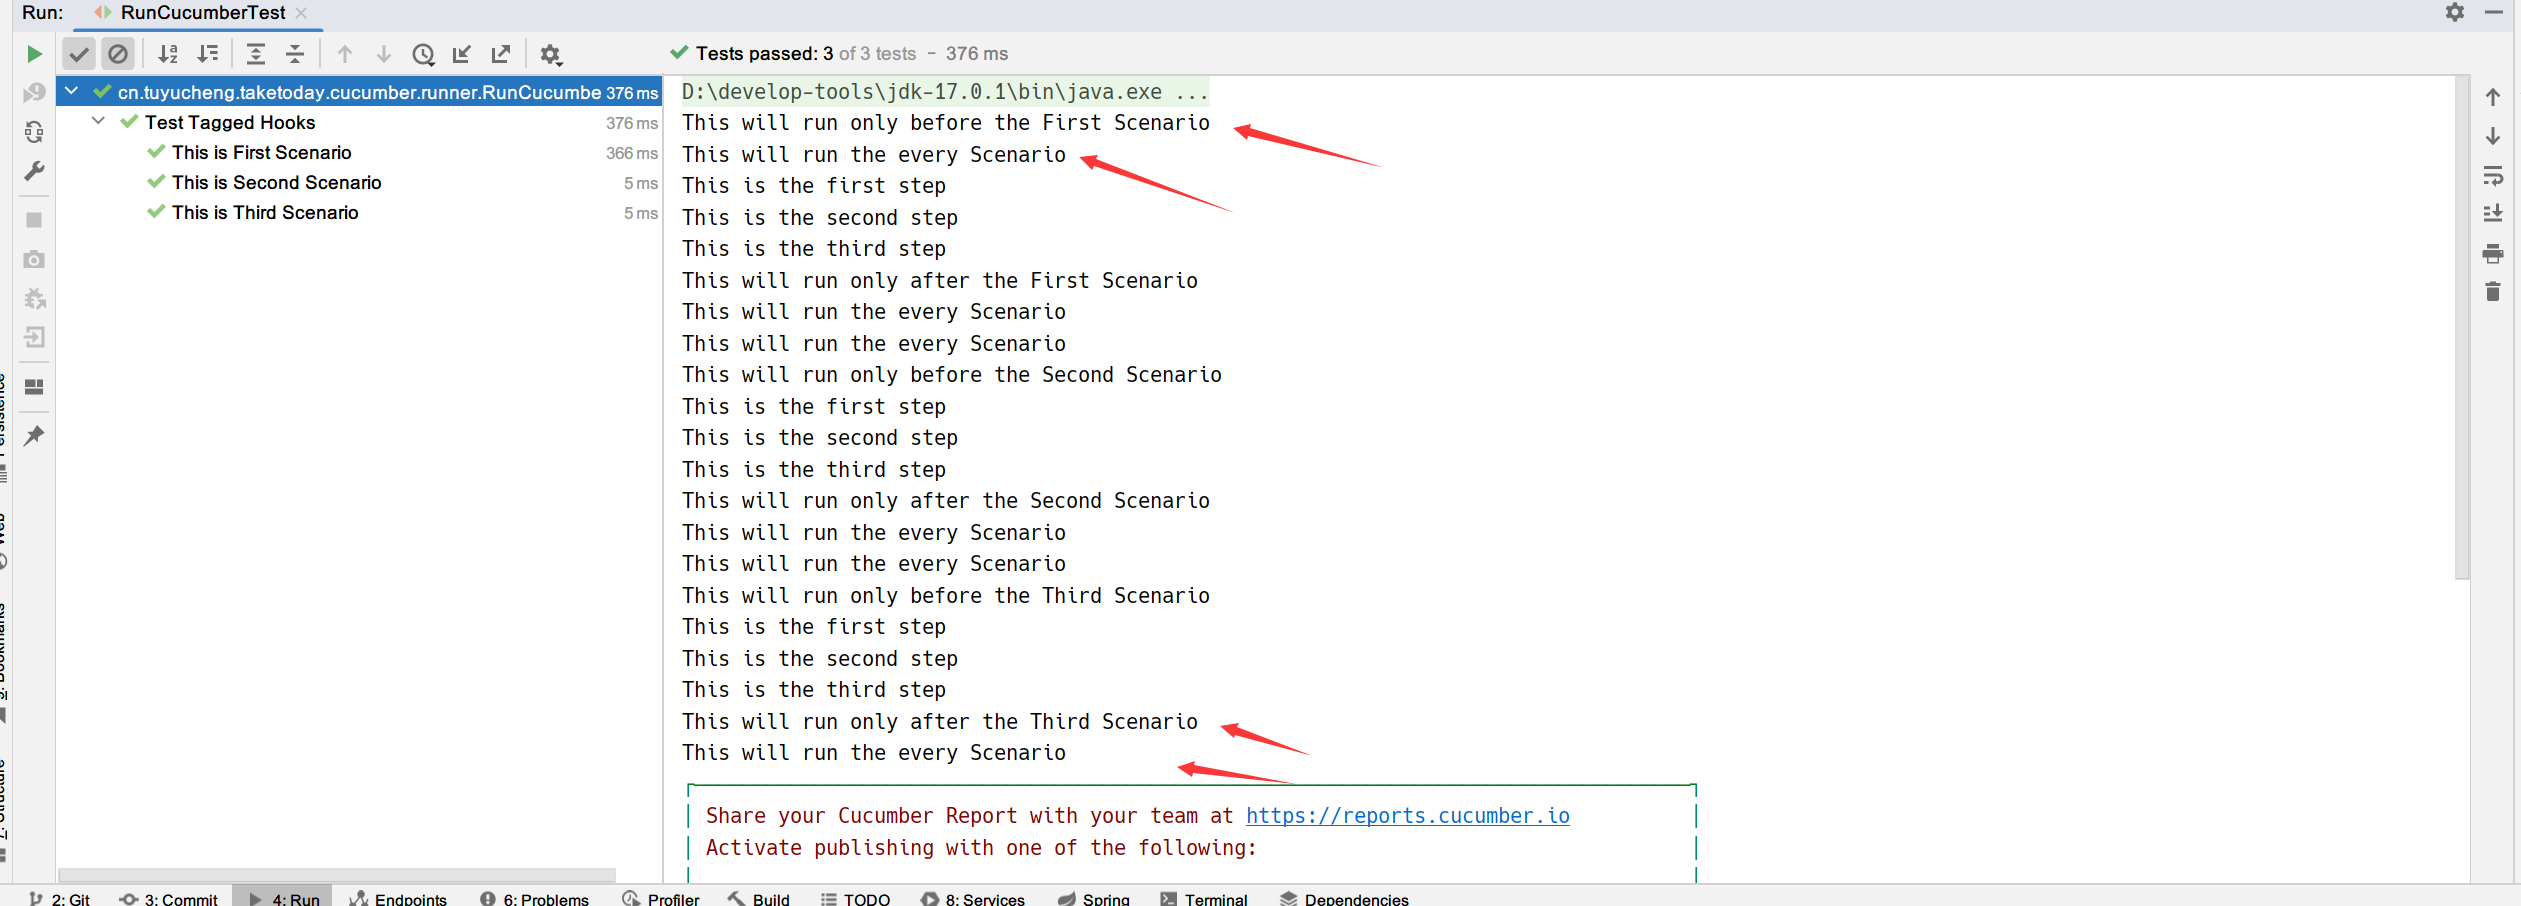 Run: RunCucumberTest
Tests passed: 3 of 3 tests – 376 ms
cn.tuyucheng.taketoday.cucumber.runner.RunCucumbe 376 ms
Test Tagged Hooks 376 ms
This is First Scenario 366 ms
This is Second Scenario 5 ms
This is Third Scenario 5 ms
D:\develop-tools\jdk-17.0.1\bin\java.exe ...
This will run only before the First Scenario
This will run the every Scenario
This is the first step
This is the second step
This is the third step
This will run only after the First Scenario
This will run the every Scenario
This will run the every Scenario
This will run only before the Second Scenario
This is the first step
This is the second step
This is the third step
This will run only after the Second Scenario
This will run the every Scenario
This will run the every Scenario
This will run only before the Third Scenario
This is the first step
This is the second step
This is the third step
This will run only after the Third Scenario
This will run the every Scenario
Share your Cucumber Report with your team at https://reports.cucumber.io
Activate publishing with one of the following:
2: Git 3: Commit 4: Run Endpoints 6: Problems Profiler Build TODO 8: Services Spring Terminal Dependencies